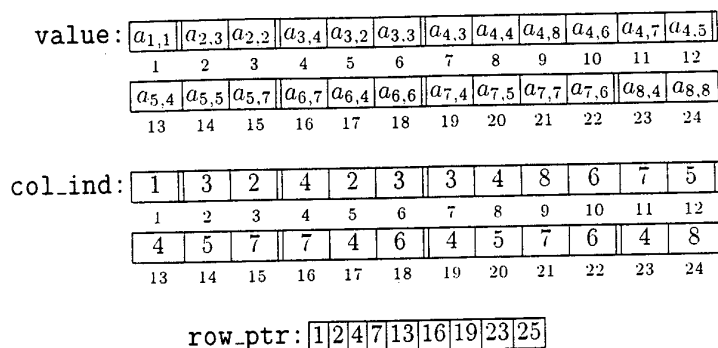 value: a1,1 a2,3 a2,2 a3,4 a3,2 a3.3 a4,3 a4,4 a4,8 a4,6 a4,7 a4.5
1 2 3 4 5 6 7 8 9 10 11 12
a5,4 a5,5 a5,7 a6,7 a6,4 a6,6 a7,4 a7,5 a7,7 a7,6 a8,4 a8,8
13 14 15 16 17 18 19 20 21 22 23 24
col_ind: 1 3 2 4 2 3 3 4 8 6 7 5
1 2 3 4 5 6 7 8 9 10 11 12
4 5 7 7 4 6 4 5 7 6 4 8
13 14 15 16 17 18 19 20 21 22 23 24
row_ptr: 1 2 4 7 13 16 19 23 25